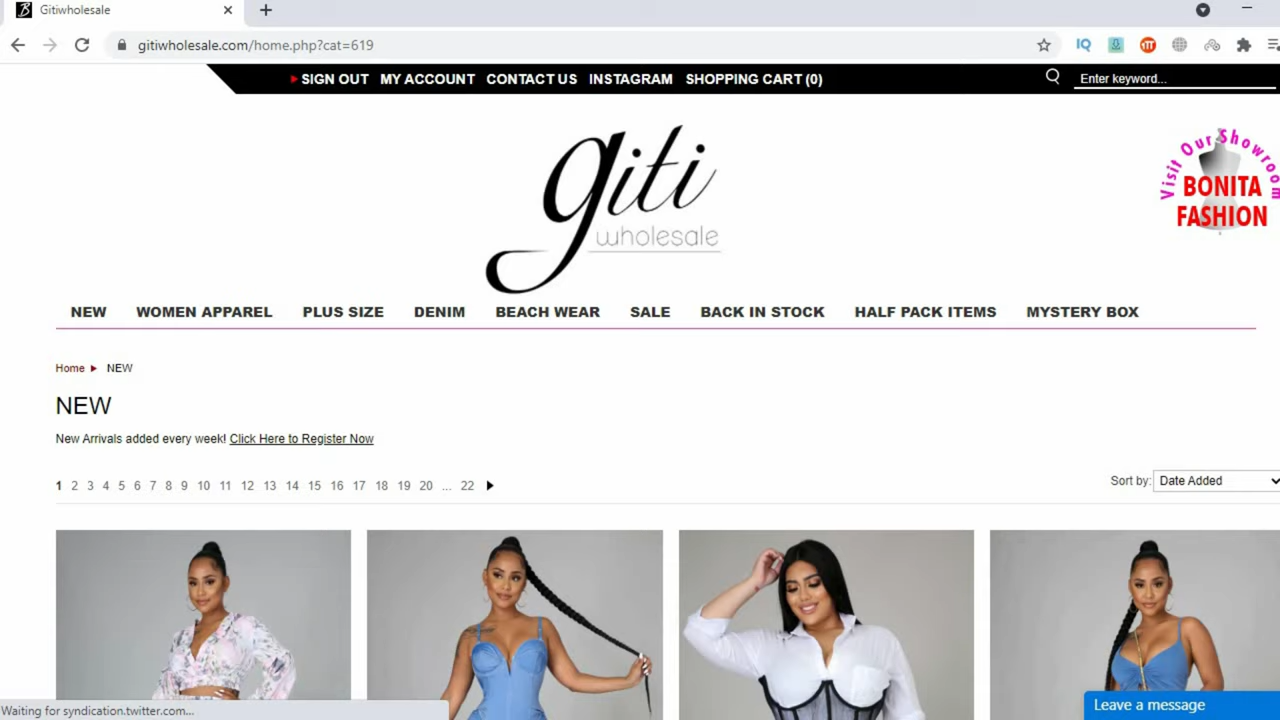 Gitiwholesale
gitiwholesale.com/home.php?cat=619
IQ
SIGN OUT MY ACCOUNT CONTACT US INSTAGRAM SHOPPING CART (0)
Enter keyword...
giti
wholesale
Visit Our Showroom
BONITA
FASHION
NEW WOMEN APPAREL PLUS SIZE DENIM BEACH WEAR SALE BACK IN STOCK HALF PACK ITEMS MYSTERY BOX
Home NEW
NEW
New Arrivals added every week! Click Here to Register Now
1 2 3 4 5 6 7 8 9 10 11 12 13 14 15 16 17 18 19 20 ... 22
Sort by: Date Added
Waiting for syndication.twitter.com...
Leave a message